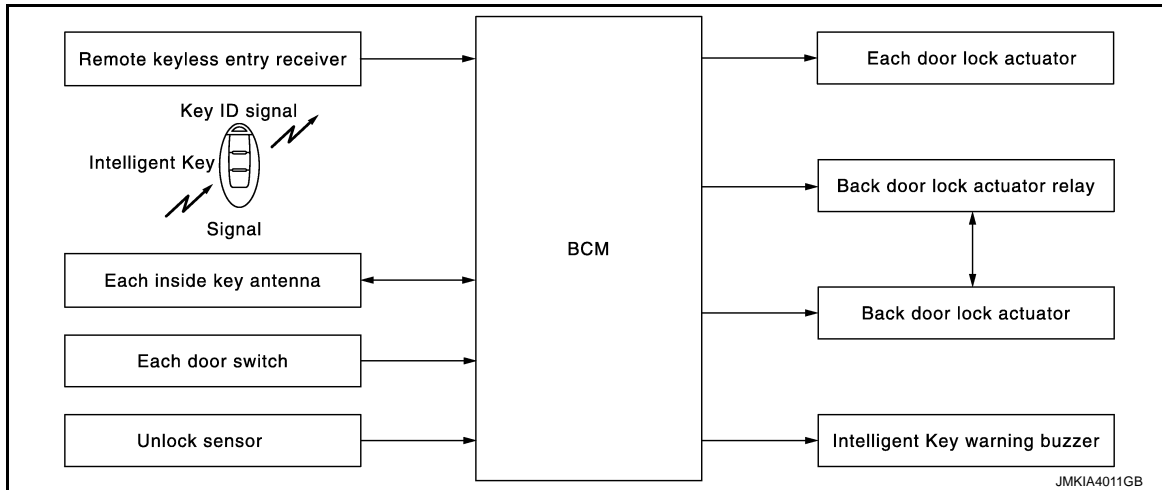 Remote keyless entry receiver
Key ID signal
Intelligent Key
Signal
Each inside key antenna
Each door switch
Unlock sensor
BCM
Each door lock actuator
Back door lock actuator relay
Back door lock actuator
Intelligent Key warning buzzer
JMKIA4011GB